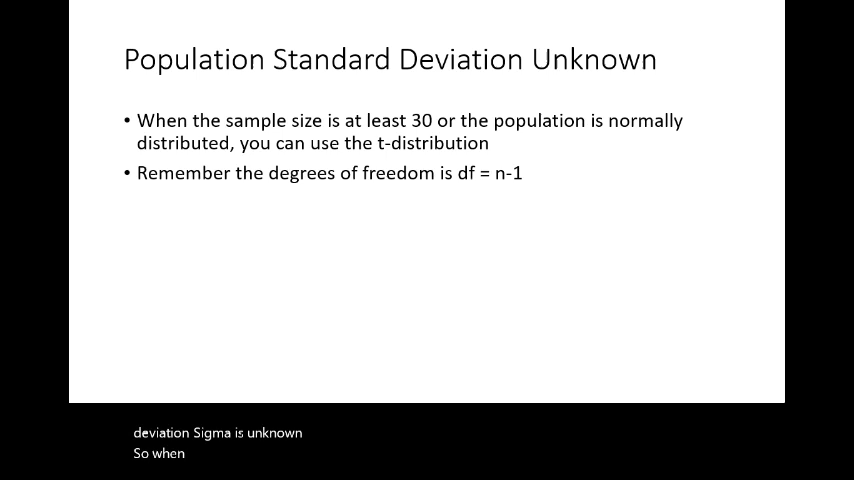 Population Standard Deviation Unknown
• When the sample size is at least 30 or the population is normally
distributed, you can use the t-distribution
• Remember the degrees of freedom is df = n-1
deviation Sigma is unknown
So when